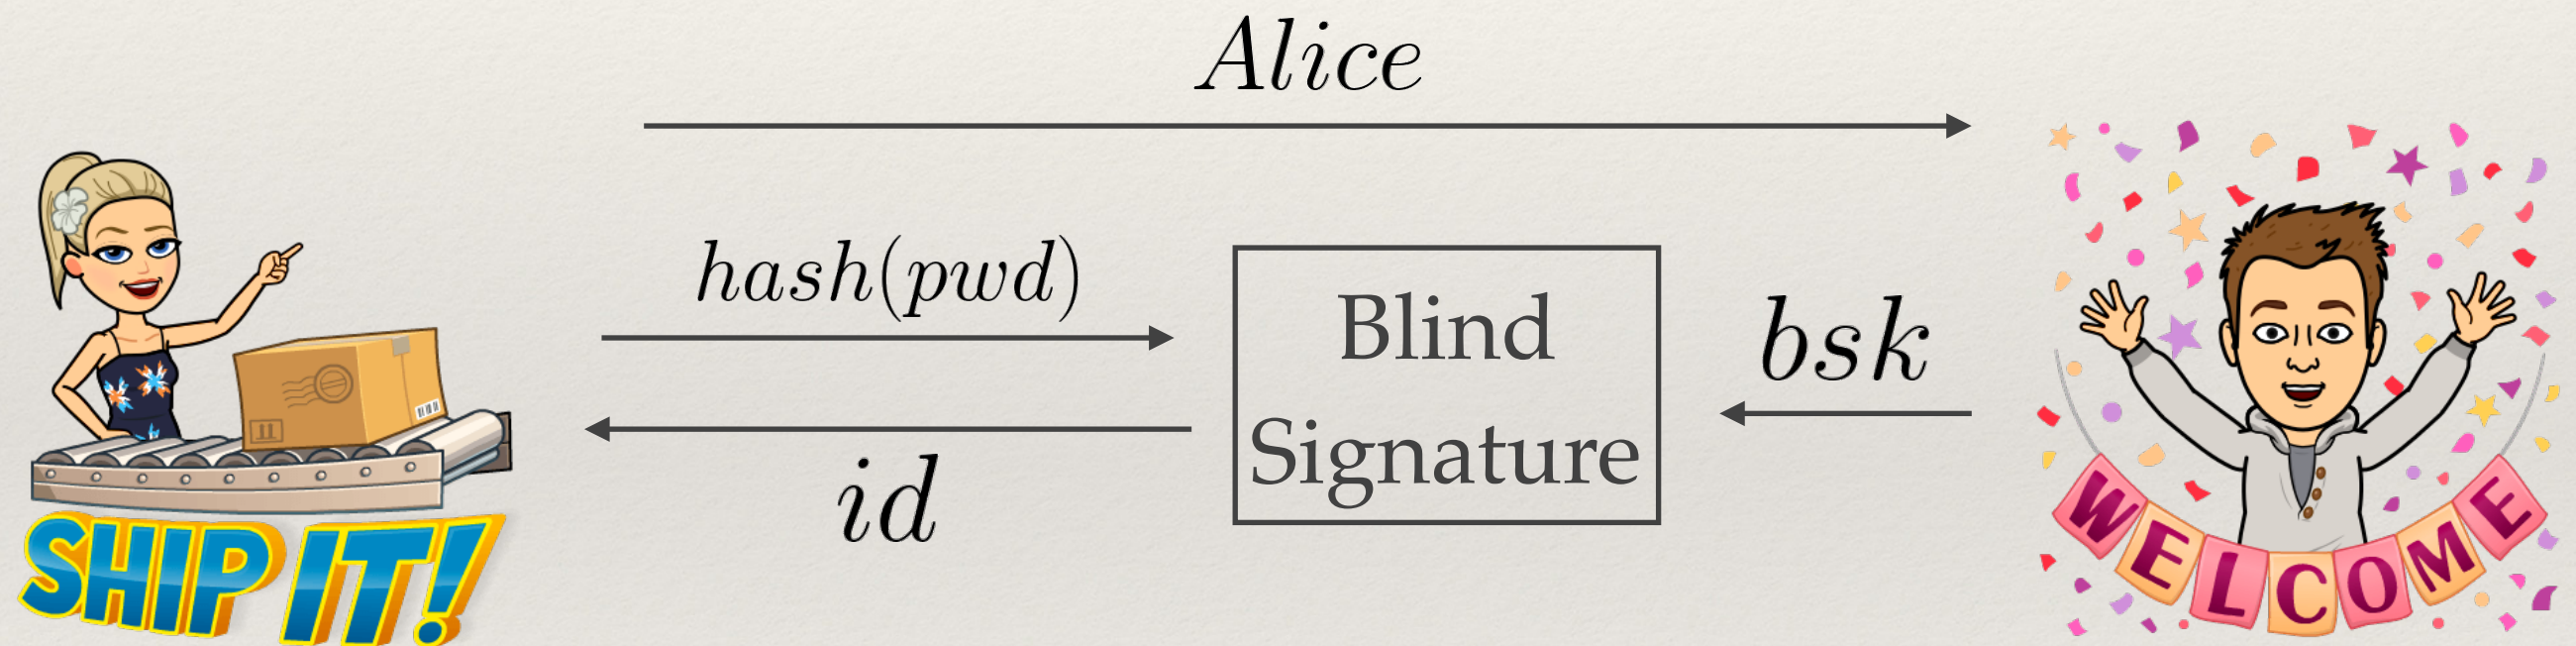 Alice
hash(pwd)
id
Blind
Signature
bsk
SHIP IT!
WELCOME